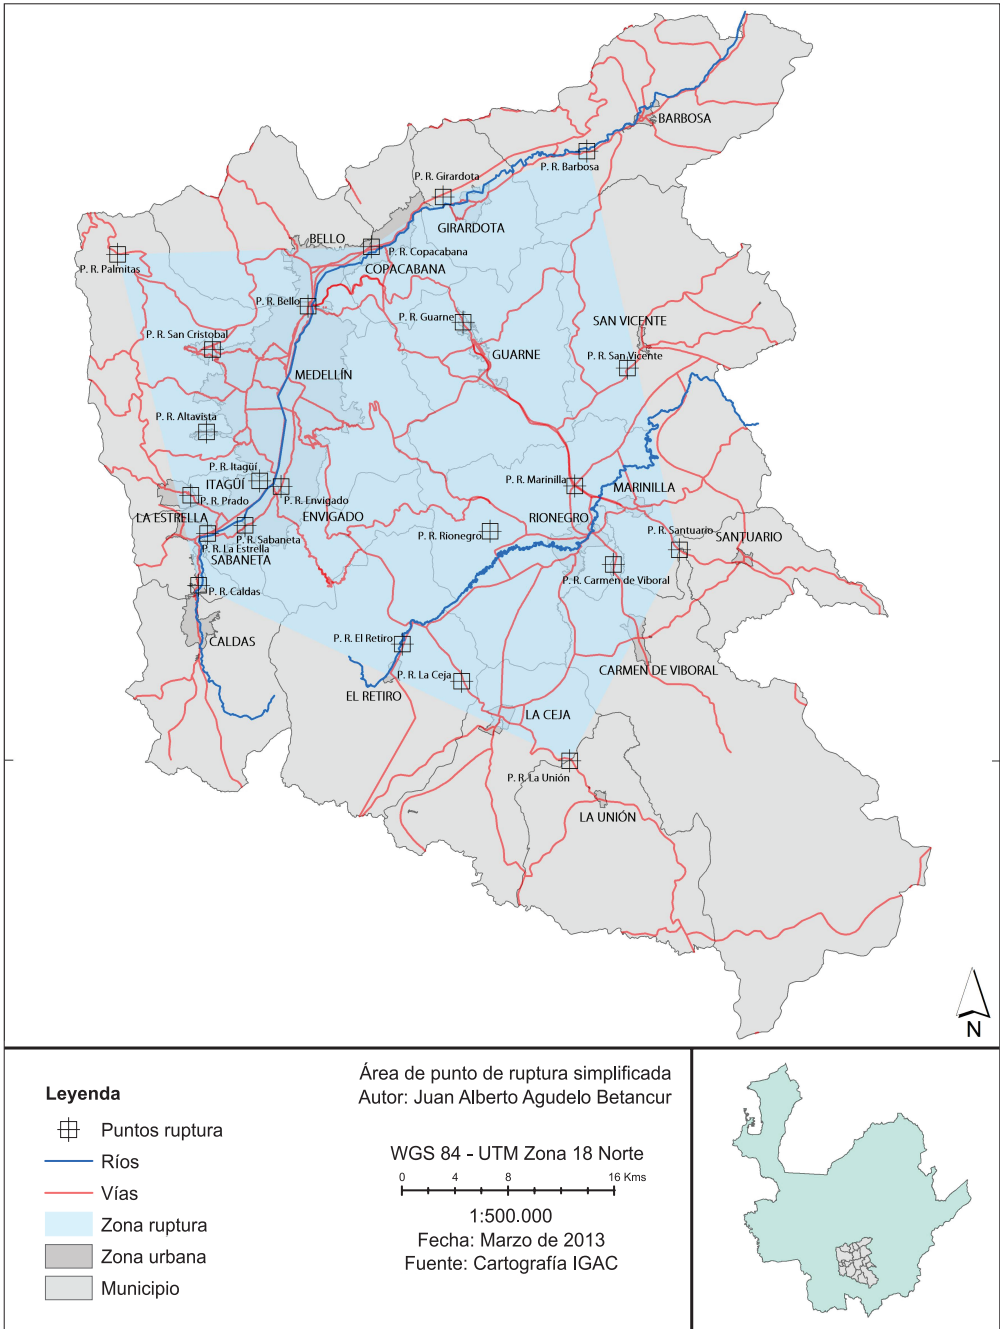 BARBOSA
P. R. Barbosa
P. R. Girardota
GIRARDOTA
BELLO
P. R. Copacabana
COPACABANA
P. R. Palmitas
P. R. Bello
P. R. Guarne
SAN VICENTE
P. R. San Cristobal
GUARNE
P. R. San Vicente
MEDELLÍN
P. R. Altavista
P. R. Itagüí
ITAGÜÍ
P. R. Marinilla
MARINILLA
P. R. Prado
P. R. Envigado
LA ESTRELLA
ENVIGADO
RIONEGRO
P. R. Santuario
P. R. Sabaneta
P. R. Rionegro
SANTUARIO
P. R. La Estrella
SABANETA
P. R. Carmen de Viboral
P. R. Caldas
CALDAS
P. R. El Retiro
P. R. La Ceja
CARMEN DE VIBORAL
EL RETIRO
LA CEJA
P. R. La Unión
LA UNIÓN
N
Leyenda
Puntos ruptura
Ríos
Vías
Zona ruptura
Zona urbana
Municipio
Área de punto de ruptura simplificada
Autor: Juan Alberto Agudelo Betancur
WGS 84 - UTM Zona 18 Norte
0 4 8 16 Kms
1:500.000
Fecha: Marzo de 2013
Fuente: Cartografía IGAC